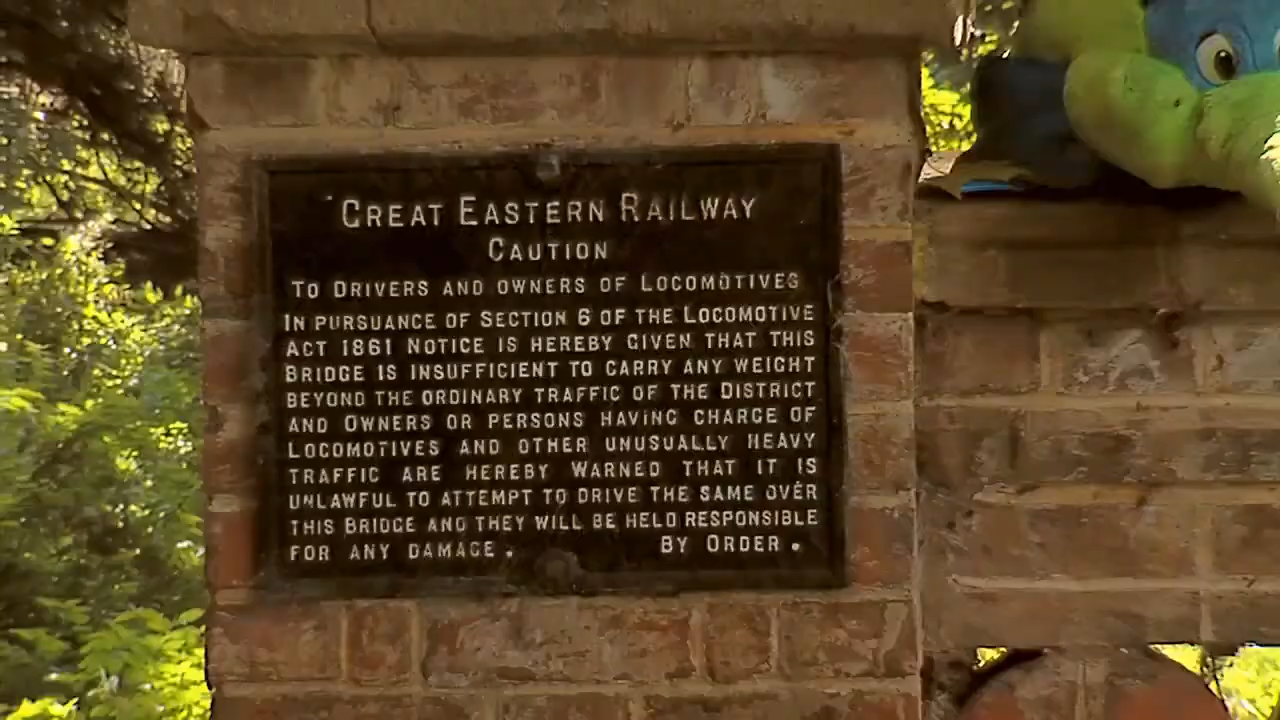 GREAT EASTERN RAILWAY
CAUTION
TO DRIVERS AND OWNERS OF LOCOMOTIVES
IN PURSUANCE OF SECTION 6 OF THE LOCOMOTIVE
ACT 1861 NOTICE IS HEREBY GIVEN THAT THIS
BRIDGE IS INSUFFICIENT TO CARRY ANY WEIGHT
BEYOND THE ORDINARY TRAFFIC OF THE DISTRICT
AND OWNERS OR PERSONS HAVING CHARGE OF
LOCOMOTIVES AND OTHER UNUSUALLY HEAVY
TRAFFIC ARE HEREBY WARNED THAT IT IS
UNLAWFUL TO ATTEMPT TO DRIVE THE SAME OVER
THIS BRIDGE AND THEY WILL BE HELD RESPONSIBLE
FOR ANY DAMAGE. BY ORDER.